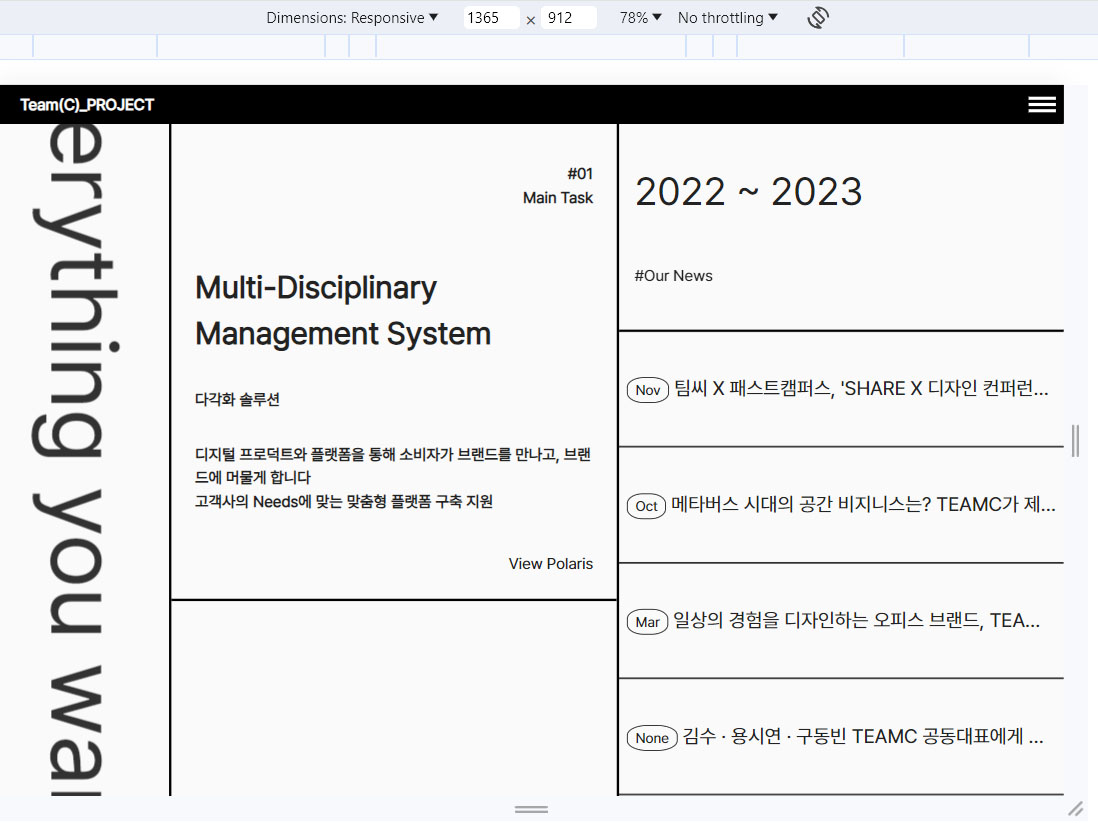 Dimensions: Responsive ▼ 1365 × 912 78% ▼ No throttling ▼
Team(C)_PROJECT
erything you wa
#01
Main Task
Multi-Disciplinary
Management System
다각화 솔루션
디지털 프로덕트와 플랫폼을 통해 소비자가 브랜드를 만나고, 브랜
드에 머물게 합니다
고객사의 Needs에 맞는 맞춤형 플랫폼 구축 지원
View Polaris
2022 ~ 2023
#Our News
Nov 팀씨 X 패스트캠퍼스, 'SHARE X 디자인 컨퍼런...
Oct 메타버스 시대의 공간 비지니스는? TEAMC가 제...
Mar 일상의 경험을 디자인하는 오피스 브랜드, TEA...
None 김수 · 용시연 · 구동빈 TEAMC 공동대표에게 ...